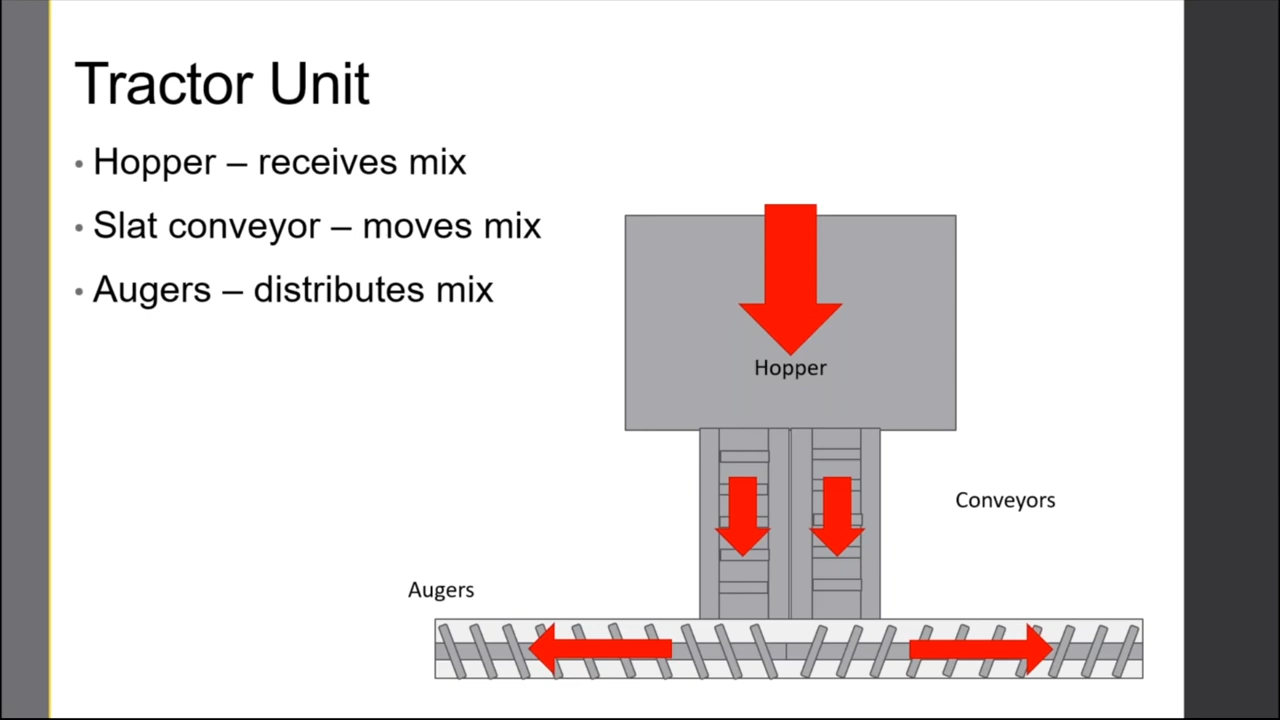 Tractor Unit
• Hopper – receives mix
• Slat conveyor – moves mix
• Augers – distributes mix
Hopper
Conveyors
Augers